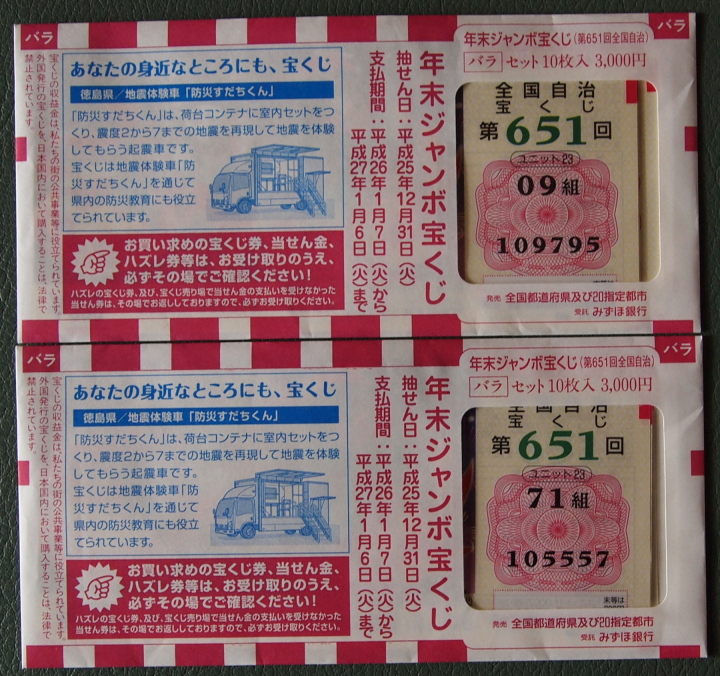 バラ
バラ
宝くじの収益金は、私たちの街の公共事業等に役立てられています。
外国発行の宝くじを、日本国内において購入することは、法律で
禁止されています。
あなたの身近なところにも、宝くじ
徳島県／地震体験車「防災すだちくん」
「防災すだちくん」は、荷台コンテナに室内セットをつ
くり、震度2から7までの地震を再現して地震を体験
してもらう起震車です。
宝くじは地震体験車「防
災すだちくん」を通じて
県内の防災教育にも役立
てられています。
お買い求めの宝くじ券、当せん金、
ハズレ券等は、お受け取りのうえ、
必ずその場でご確認ください!
ハズレの宝くじ券、及び、宝くじ売り場で当せん金の支払いを受けなかった
当せん券は、その場でお返ししておりますので、必ずお受け取りください。
年末ジャンボ宝くじ
抽せん日:平成25年12月31日(火)
支払期間:平成26年1月7日(火)から
平成27年1月6日(火)まで
年末ジャンボ宝くじ(第651回全国自治)
バラ セット10枚入 3,000円
全国自治
宝くじ
第651回
ユニット23
09組
109795
発売 全国都道府県及び20指定都市
受託 みずほ銀行
バラ
バラ
宝くじの収益金は、私たちの街の公共事業等に役立てられています。
外国発行の宝くじを、日本国内において購入することは、法律で
禁止されています。
あなたの身近なところにも、宝くじ
徳島県／地震体験車「防災すだちくん」
「防災すだちくん」は、荷台コンテナに室内セットをつ
くり、震度2から7までの地震を再現して地震を体験
してもらう起震車です。
宝くじは地震体験車「防
災すだちくん」を通じて
県内の防災教育にも役立
てられています。
お買い求めの宝くじ券、当せん金、
ハズレ券等は、お受け取りのうえ、
必ずその場でご確認ください!
ハズレの宝くじ券、及び、宝くじ売り場で当せん金の支払いを受けなかった
当せん券は、その場でお返ししておりますので、必ずお受け取りください。
年末ジャンボ宝くじ
抽せん日:平成25年12月31日(火)
支払期間:平成26年1月7日(火)から
平成27年1月6日(火)まで
年末ジャンボ宝くじ(第651回全国自治)
バラ セット10枚入 3,000円
全国自治
宝くじ
第651回
ユニット23
71組
105557
末等は
発売 全国都道府県及び20指定都市
受託 みずほ銀行